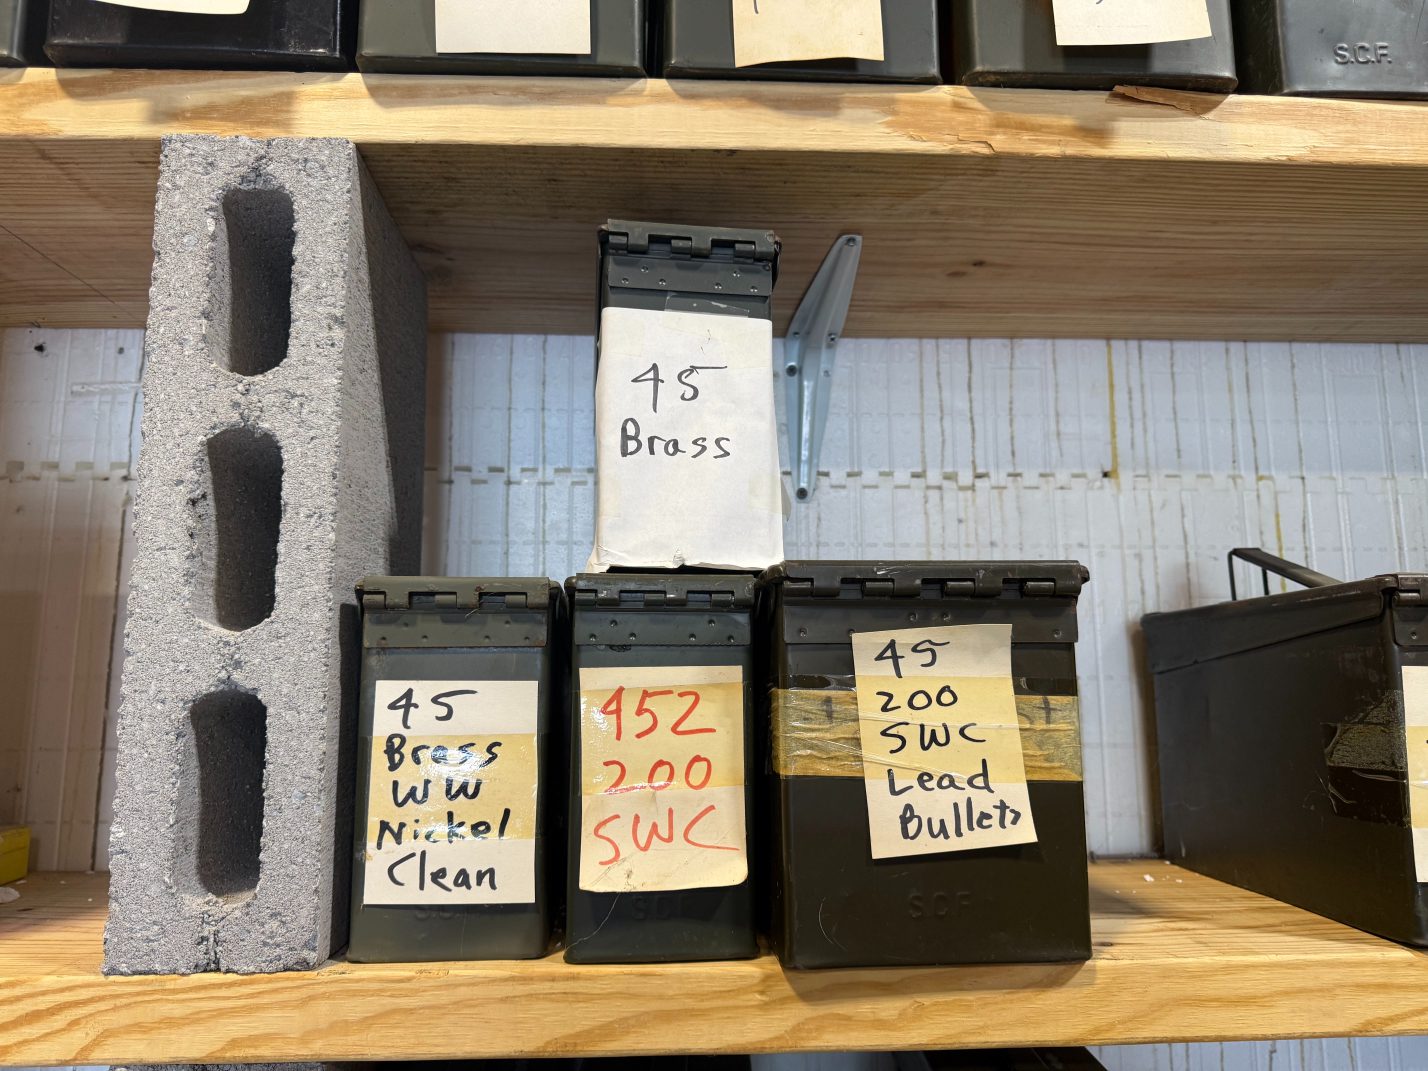 S.C.F.
45
Brass
45
Brass
WW
Nickel
Clean
452
200
SWC
45
200
SWC
Lead
Bullets
S.C.F.